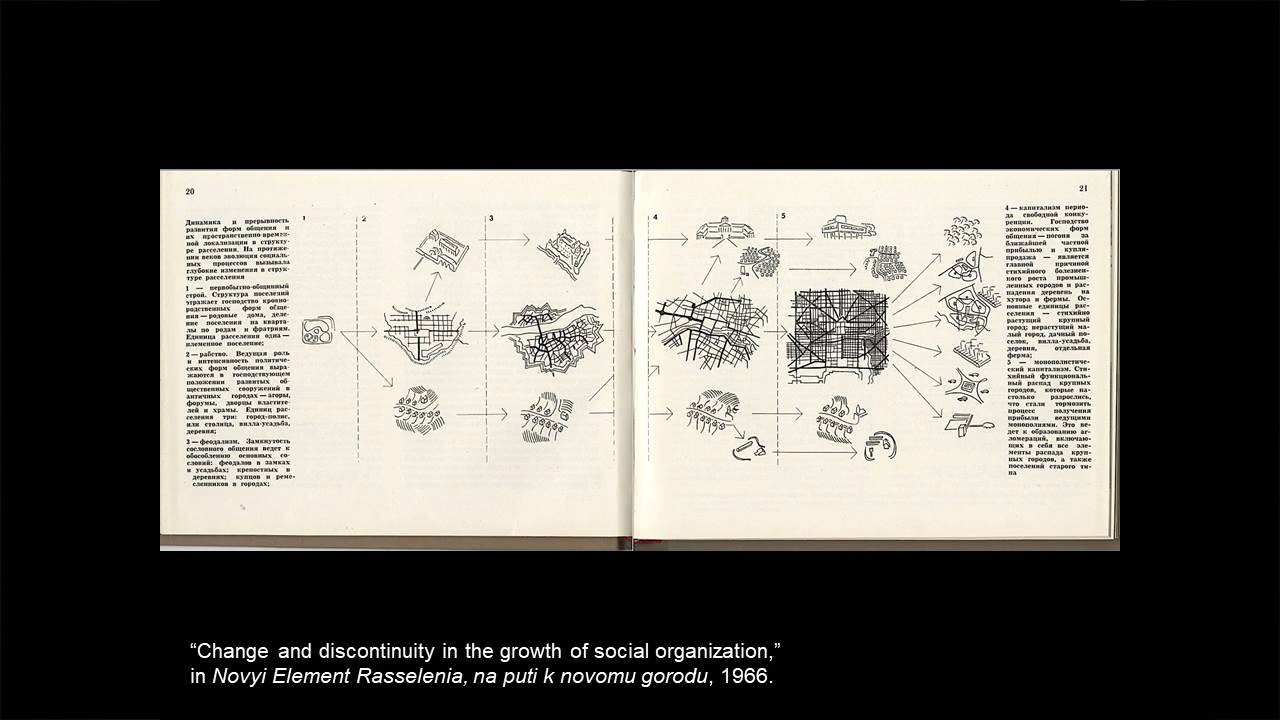 20
Динамика и прерывность
развития форм общения и
их пространственно-времен-
ной локализации в структу-
ре расселения. На протяже-
нии веков эволюция социаль-
ных процессов вызывала
глубокие изменения в струк-
туре расселения
1 — первобытно-общинный
строй. Структура поселений
отражает господство кровно-
родственных форм обще-
ния — родовые дома, деле-
ние поселения на кварта-
лы по родам и фратриям.
Единица расселения одна —
племенное поселение;
2 — рабство. Ведущая роль
и интенсивность политиче-
ских форм общения выра-
жаются в господствующем
положении развитых об-
щественных сооружений в
античных городах — агоры,
форумы, дворцы властите-
лей и храмы. Единиц рас-
селения три: город-полис,
или столица, вилла-усадьба,
деревня;
3 — феодализм. Замкнутость
сословного общения ведет к
обособлению основных со-
словий: феодалов в замках
и усадьбах; крепостных в
деревнях; купцов и реме-
сленников в городах;
1
2
3
4
5
21
4 — капитализм перио-
да свободной конку-
ренции. Господство
экономических форм
общения — погоня за
ближайшей частной
прибылью и купля-
продажа — является
главной причиной
стихийного болезнен-
ного роста промыш-
ленных городов и рас-
падения деревень на
хутора и фермы. Ос-
новные единицы рас-
селения — стихийно
растущий крупный
город; нерастущий ма-
лый город, дачный по-
селок, вилла-усадьба,
деревня, отдельная
ферма;
5 — монополистиче-
ский капитализм. Сти-
хийный функциональ-
ный распад крупных
городов, которые на-
столько разрослись,
что стали тормозить
процесс получения
прибыли ведущими
монополиями. Это ве-
дет к образованию аг-
ломераций, включаю-
щих в себя все эле-
менты распада круп-
ных городов, а также
поселений старого ти-
па
“Change and discontinuity in the growth of social organization,”
in Novyi Element Rasselenia, na puti k novomu gorodu, 1966.